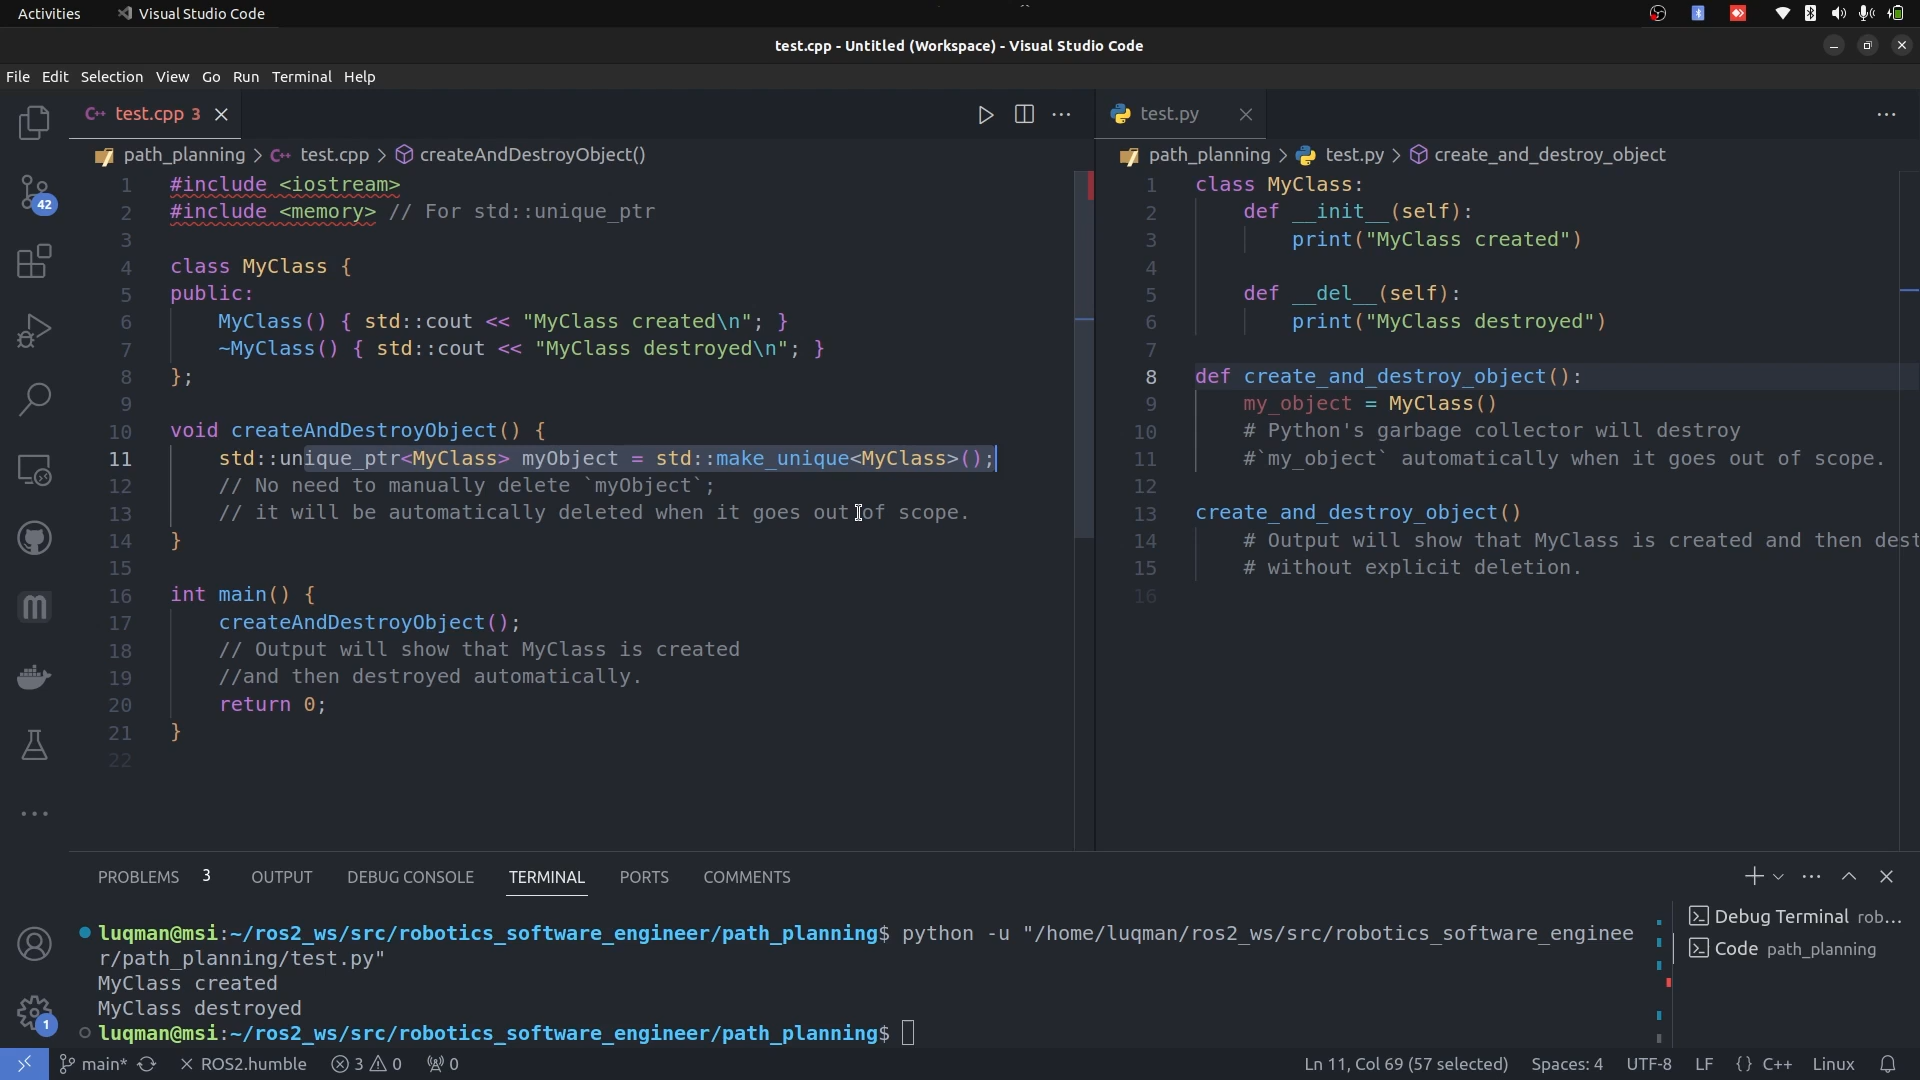 Activities
Visual Studio Code
test.cpp - Untitled (Workspace) - Visual Studio Code
File Edit Selection View Go Run Terminal Help
C++ test.cpp 3
test.py
path_planning > C++ test.cpp > createAndDestroyObject()
path_planning > test.py > create_and_destroy_object
42
1 #include <iostream>
2 #include <memory> // For std::unique_ptr
3
4 class MyClass {
5 public:
6 MyClass() { std::cout << "MyClass created\n"; }
7 ~MyClass() { std::cout << "MyClass destroyed\n"; }
8 };
9
10 void createAndDestroyObject() {
11 std::unique_ptr<MyClass> myObject = std::make_unique<MyClass>();
12 // No need to manually delete `myObject`;
13 // it will be automatically deleted when it goes out of scope.
14 }
15
16 int main() {
17 createAndDestroyObject();
18 // Output will show that MyClass is created
19 //and then destroyed automatically.
20 return 0;
21 }
22
1 class MyClass:
2 def __init__(self):
3 print("MyClass created")
4
5 def __del__(self):
6 print("MyClass destroyed")
7
8 def create_and_destroy_object():
9 my_object = MyClass()
10 # Python's garbage collector will destroy
11 #`my_object` automatically when it goes out of scope.
12
13 create_and_destroy_object()
14 # Output will show that MyClass is created and then dest
15 # without explicit deletion.
16
PROBLEMS 3 OUTPUT DEBUG CONSOLE TERMINAL PORTS COMMENTS
luqman@msi:~/ros2_ws/src/robotics_software_engineer/path_planning$ python -u "/home/luqman/ros2_ws/src/robotics_software_enginee
r/path_planning/test.py"
MyClass created
MyClass destroyed
luqman@msi:~/ros2_ws/src/robotics_software_engineer/path_planning$
Debug Terminal rob...
Code path_planning
1
main* ROS2.humble 3 0 0
Ln 11, Col 69 (57 selected) Spaces: 4 UTF-8 LF {} C++ Linux